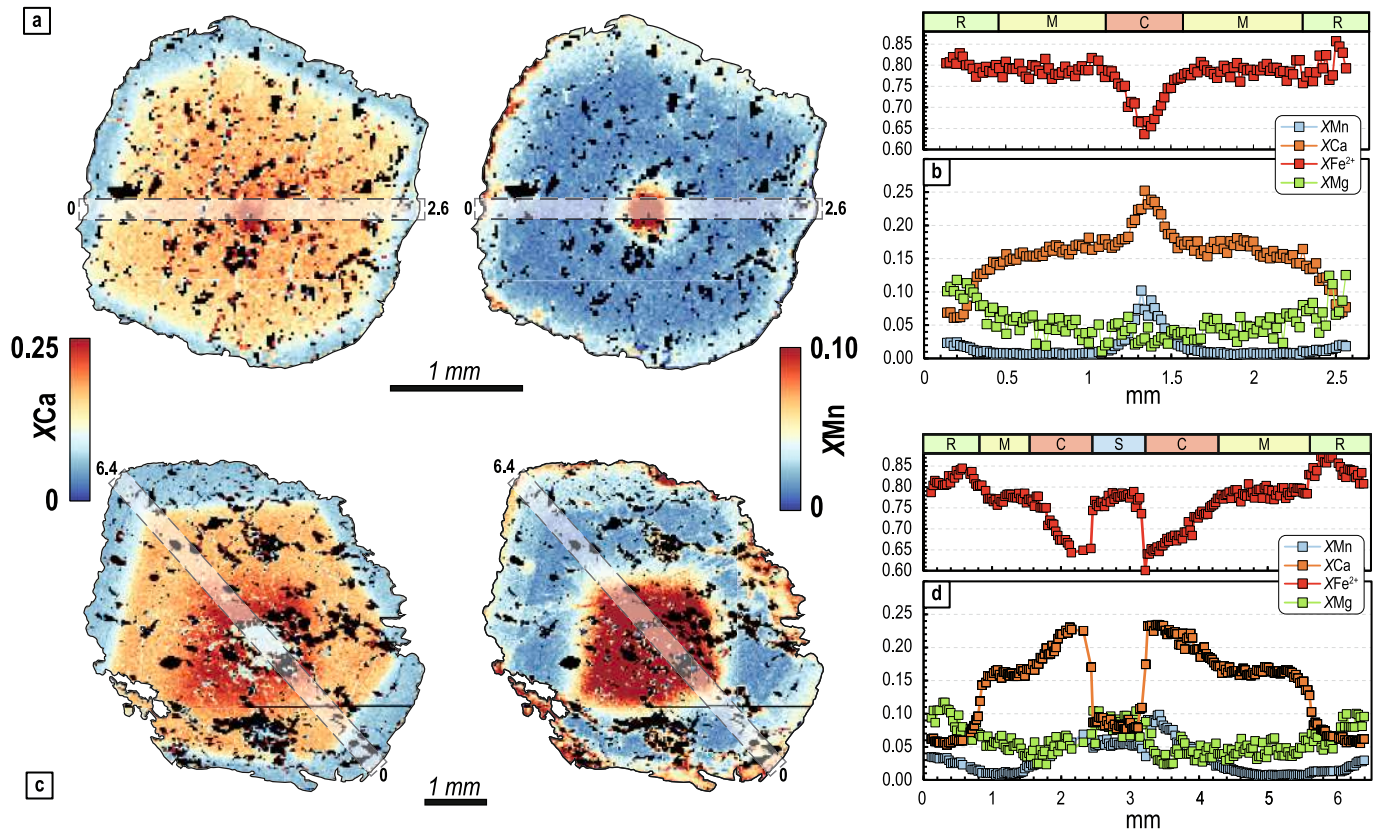 a
0
2.6
0
2.6
0.25
XCa
0
1 mm
0.10
XMn
0
R M C M R
0.85
0.80
0.75
0.70
0.65
0.60
XMn
XCa
XFe²⁺
XMg
b
0.25
0.20
0.15
0.10
0.05
0.00
0 0.5 1 1.5 2 2.5
mm
c
6.4
0
6.4
0
1 mm
R M C S C M R
0.85
0.80
0.75
0.70
0.65
0.60
XMn
XCa
XFe²⁺
XMg
d
0.25
0.20
0.15
0.10
0.05
0.00
0 1 2 3 4 5 6
mm